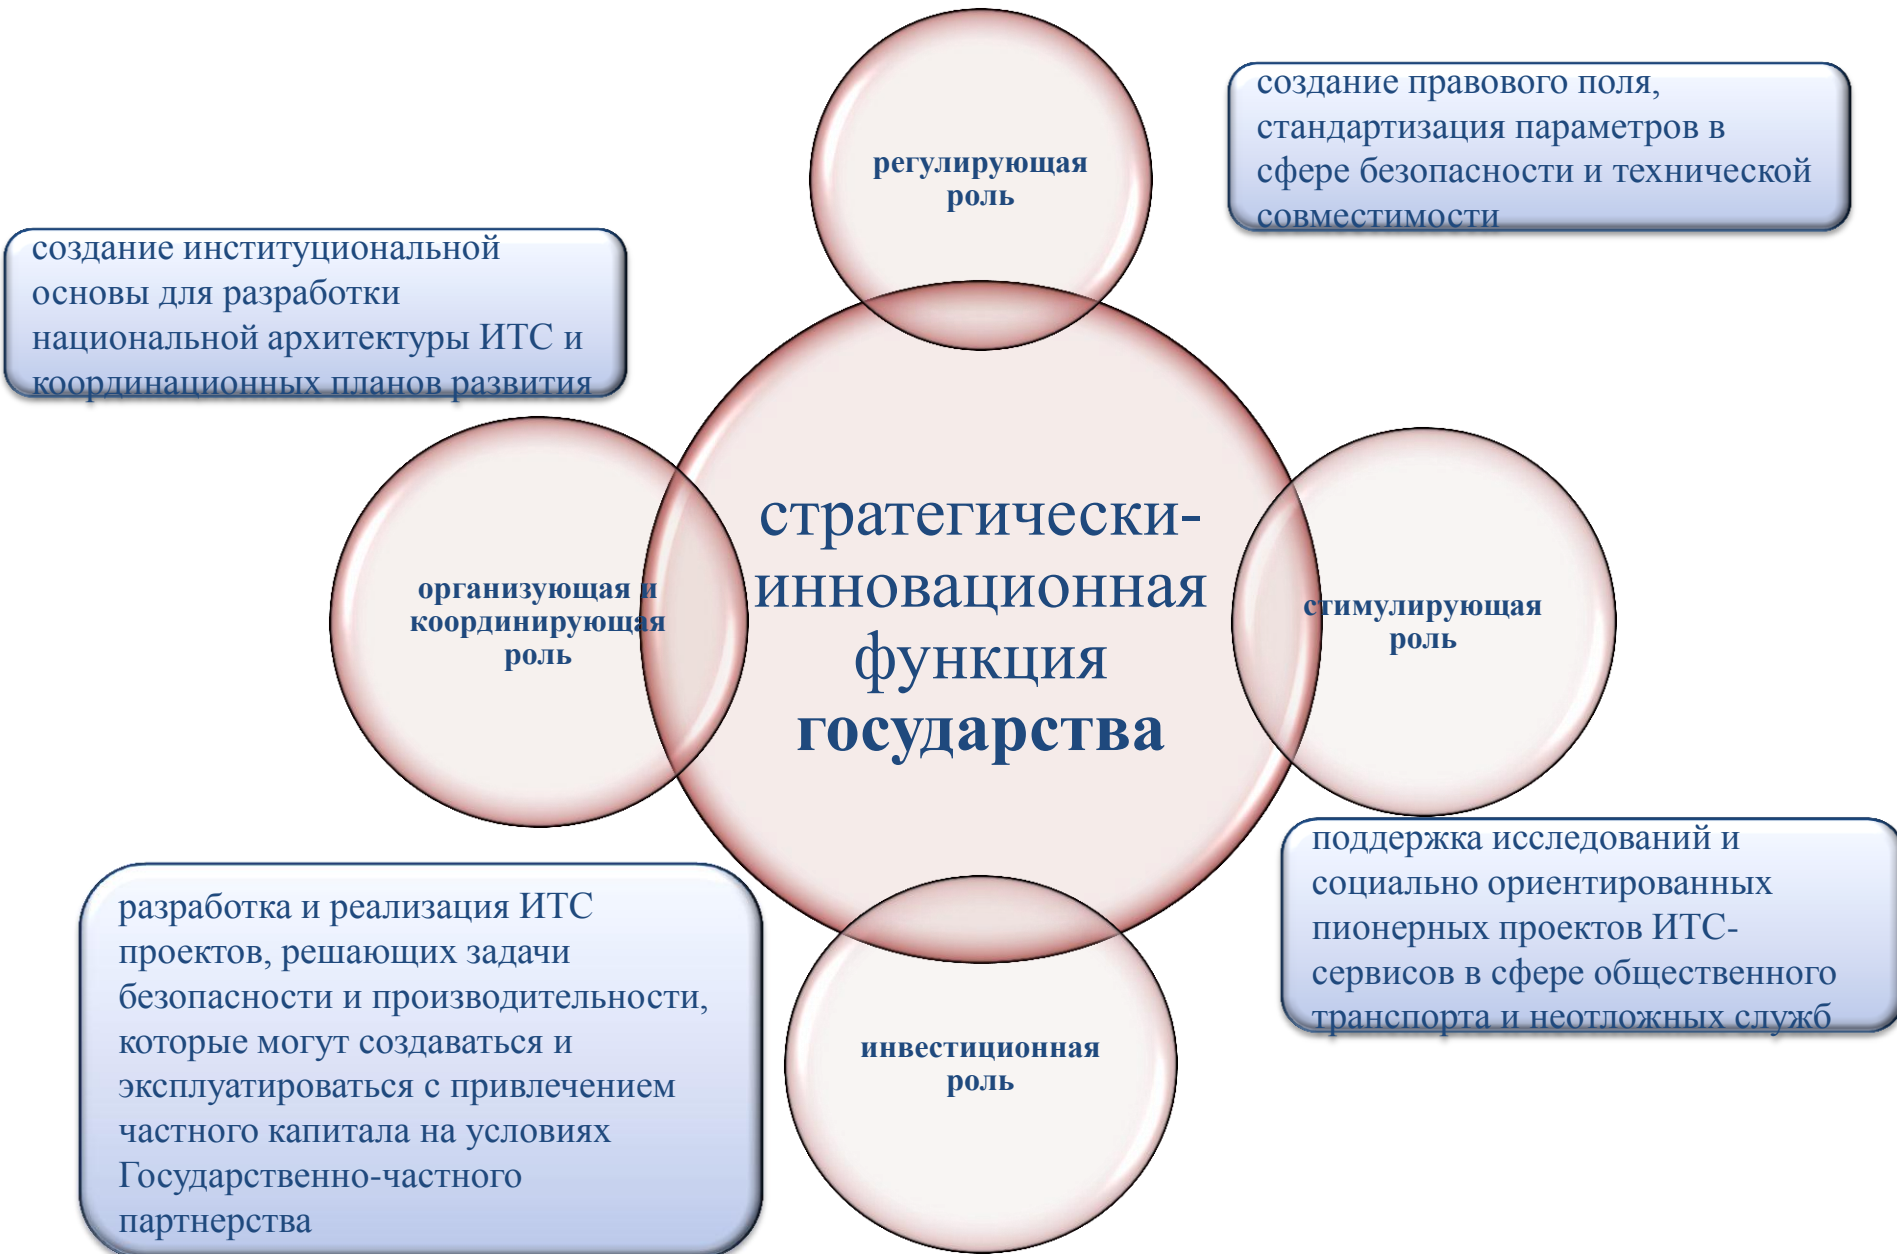 регулирующая
роль
создание правового поля,
стандартизация параметров в
сфере безопасности и технической
совместимости
создание институциональной
основы для разработки
национальной архитектуры ИТС и
координационных планов развития
организующая и
координирующая
роль
стратегически-
инновационная
функция
государства
стимулирующая
роль
поддержка исследований и
социально ориентированных
пионерных проектов ИТС-
сервисов в сфере общественного
транспорта и неотложных служб
разработка и реализация ИТС
проектов, решающих задачи
безопасности и производительности,
которые могут создаваться и
эксплуатироваться с привлечением
частного капитала на условиях
Государственно-частного
партнерства
инвестиционная
роль